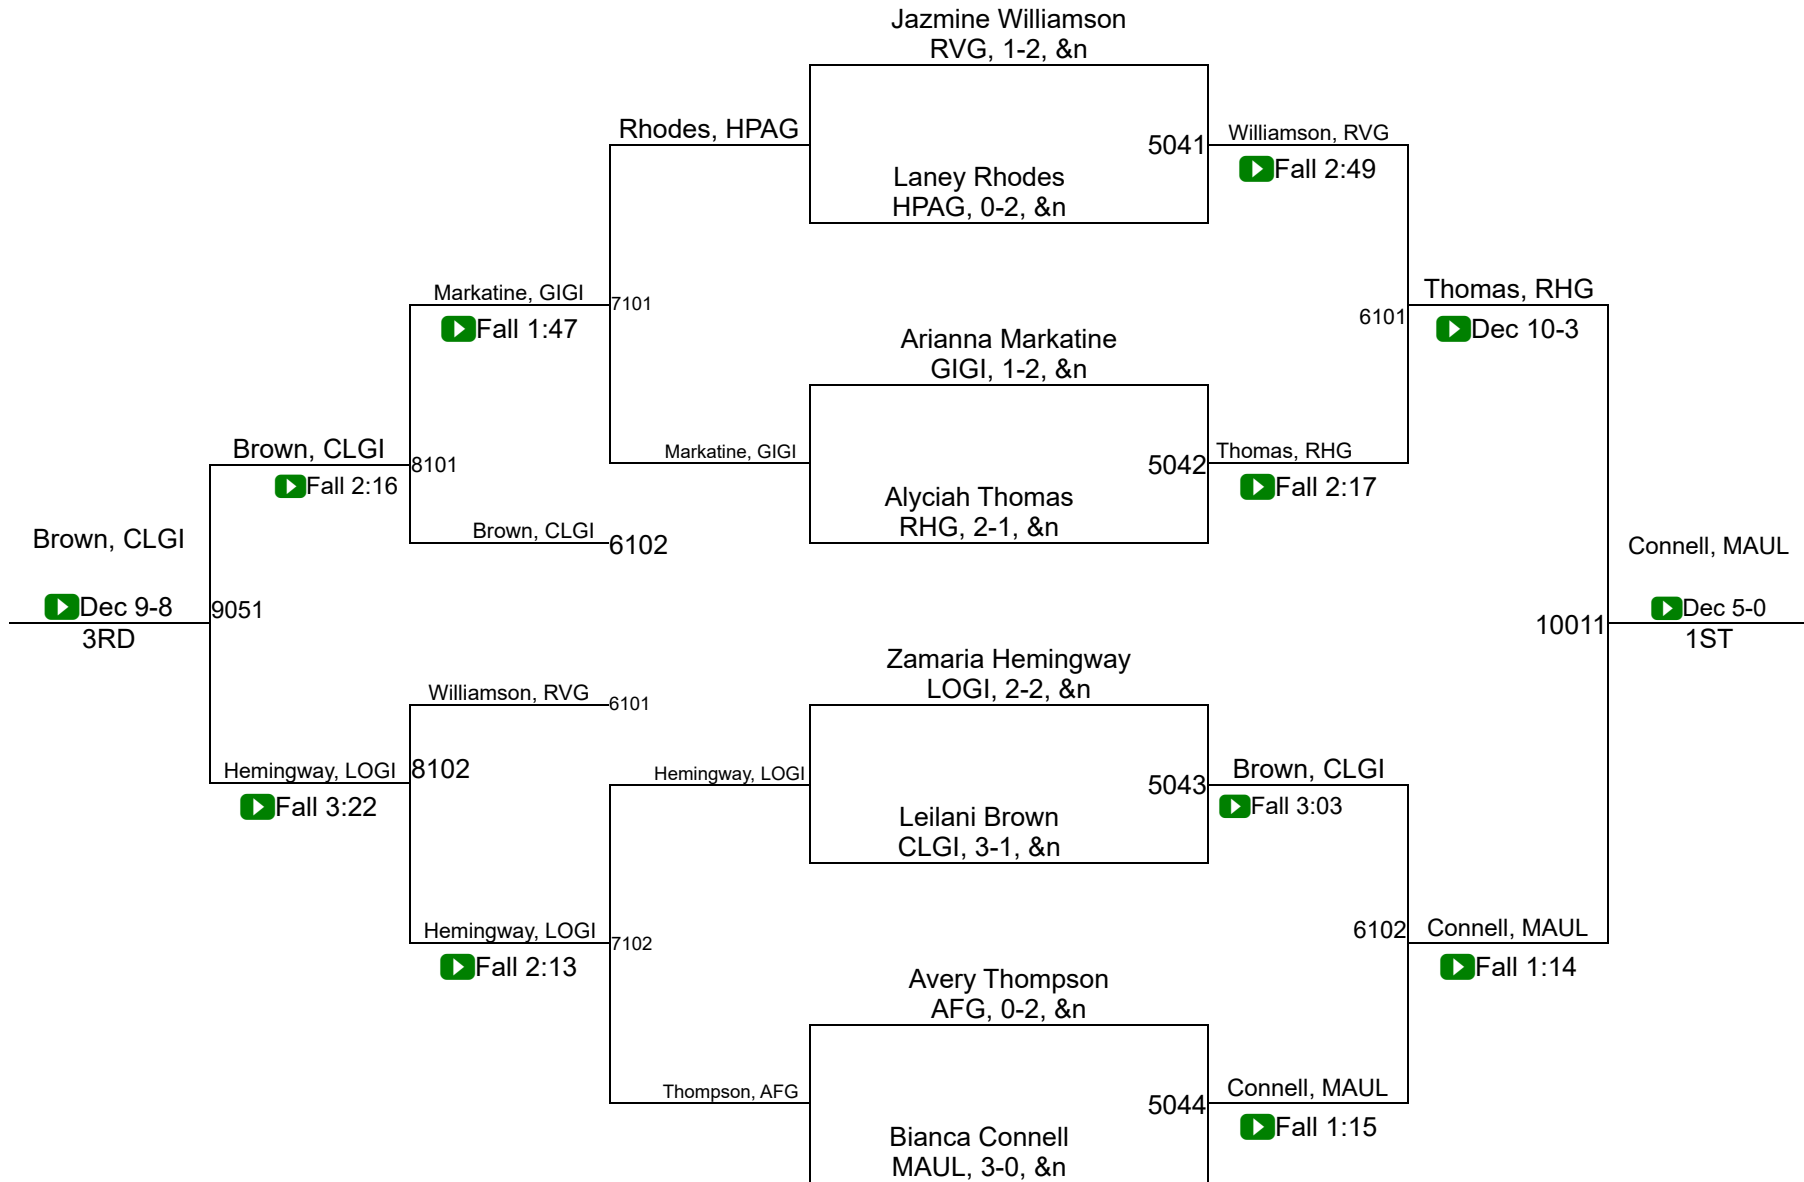 Jazmine Williamson
RVG, 1-2, &n
Rhodes, HPAG
5041
Williamson, RVG
Fall 2:49
Laney Rhodes
HPAG, 0-2, &n
Markatine, GIGI
Fall 1:47
7101
6101
Thomas, RHG
Dec 10-3
Arianna Markatine
GIGI, 1-2, &n
Brown, CLGI
Fall 2:16
8101
Markatine, GIGI
5042
Thomas, RHG
Fall 2:17
Alyciah Thomas
RHG, 2-1, &n
Brown, CLGI
6102
Brown, CLGI
Dec 9-8
3RD
9051
Connell, MAUL
10011
Dec 5-0
1ST
Zamaria Hemingway
LOGI, 2-2, &n
Williamson, RVG
6101
Hemingway, LOGI
Fall 3:22
8102
Hemingway, LOGI
5043
Brown, CLGI
Fall 3:03
Leilani Brown
CLGI, 3-1, &n
Hemingway, LOGI
Fall 2:13
7102
6102
Connell, MAUL
Fall 1:14
Avery Thompson
AFG, 0-2, &n
Thompson, AFG
5044
Connell, MAUL
Fall 1:15
Bianca Connell
MAUL, 3-0, &n